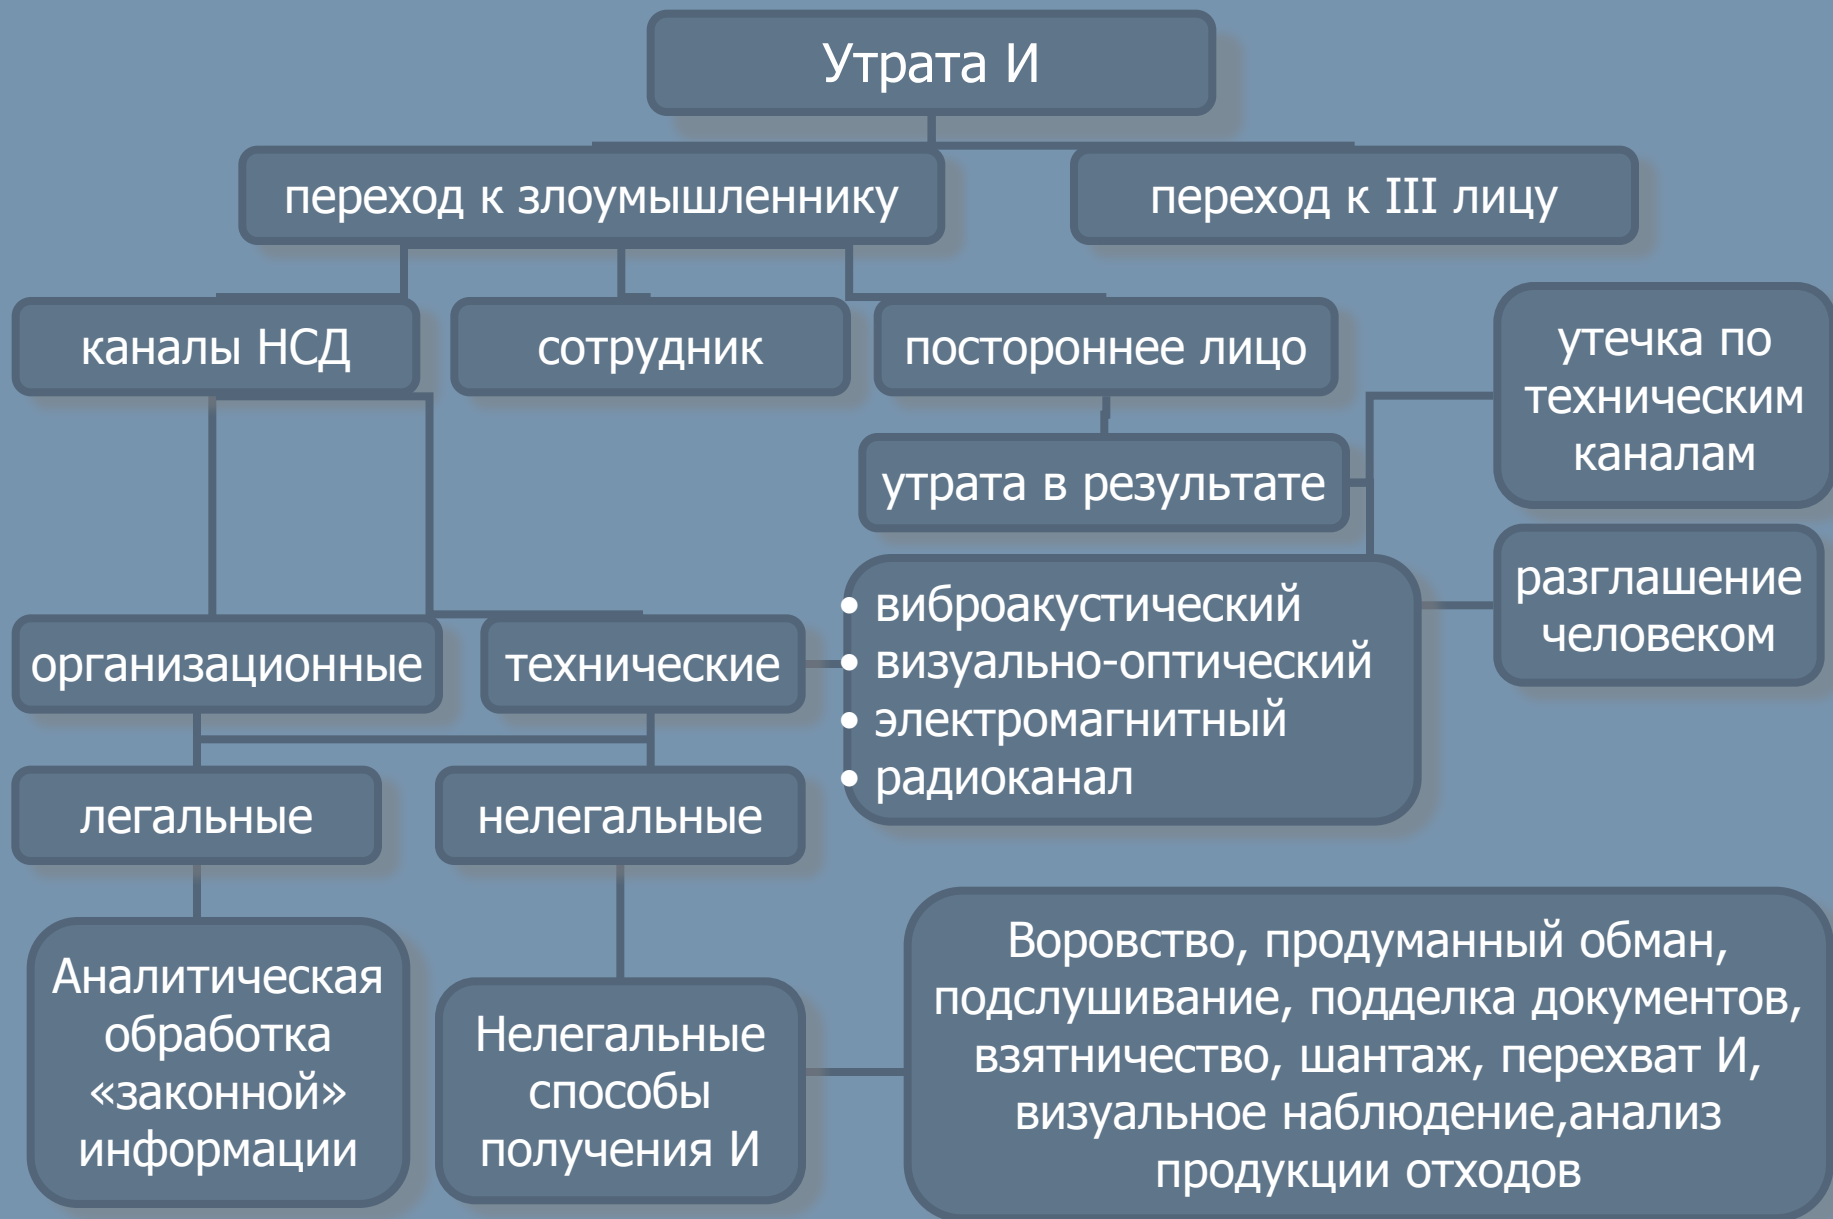 Утрата И
переход к злоумышленнику
переход к III лицу
каналы НСД
сотрудник
постороннее лицо
утечка по
техническим
каналам
утрата в результате
разглашение
человеком
организационные
технические
• виброакустический
• визуально-оптический
• электромагнитный
• радиоканал
легальные
нелегальные
Аналитическая
обработка
«законной»
информации
Нелегальные
способы
получения И
Воровство, продуманный обман,
подслушивание, подделка документов,
взятничество, шантаж, перехват И,
визуальное наблюдение,анализ
продукции отходов